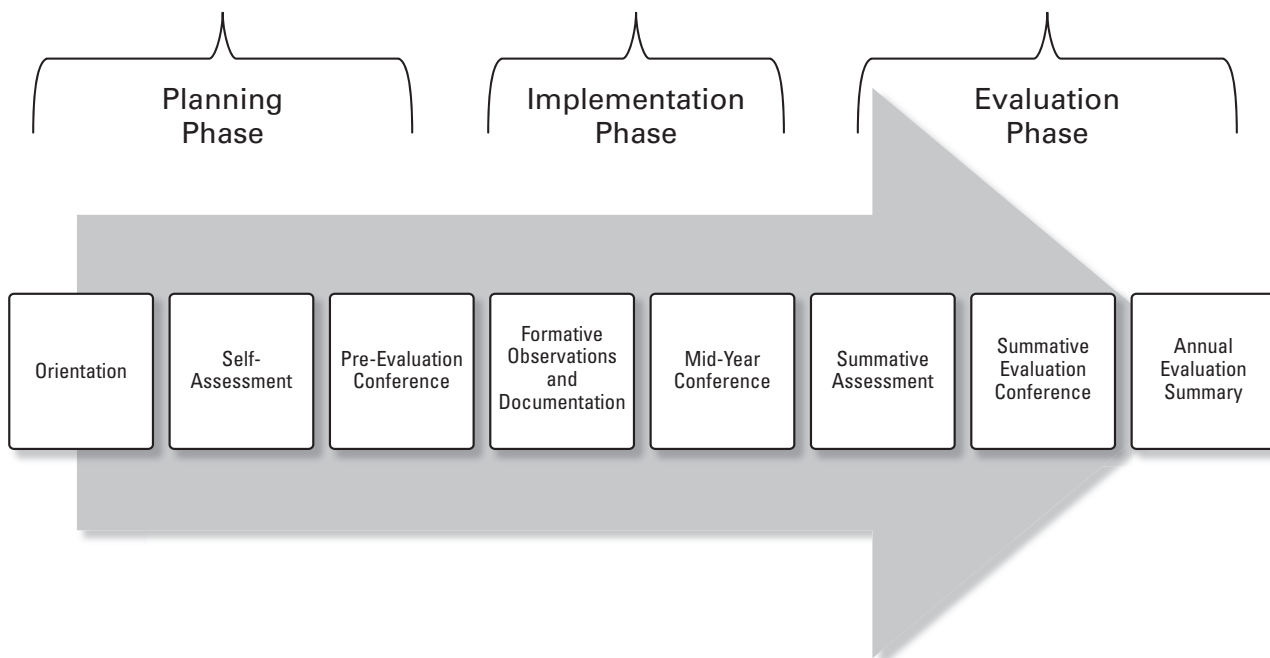 Planning
Phase
Implementation
Phase
Evaluation
Phase
Orientation
Self-
Assessment
Pre-Evaluation
Conference
Formative
Observations
and
Documentation
Mid-Year
Conference
Summative
Assessment
Summative
Evaluation
Conference
Annual
Evaluation
Summary